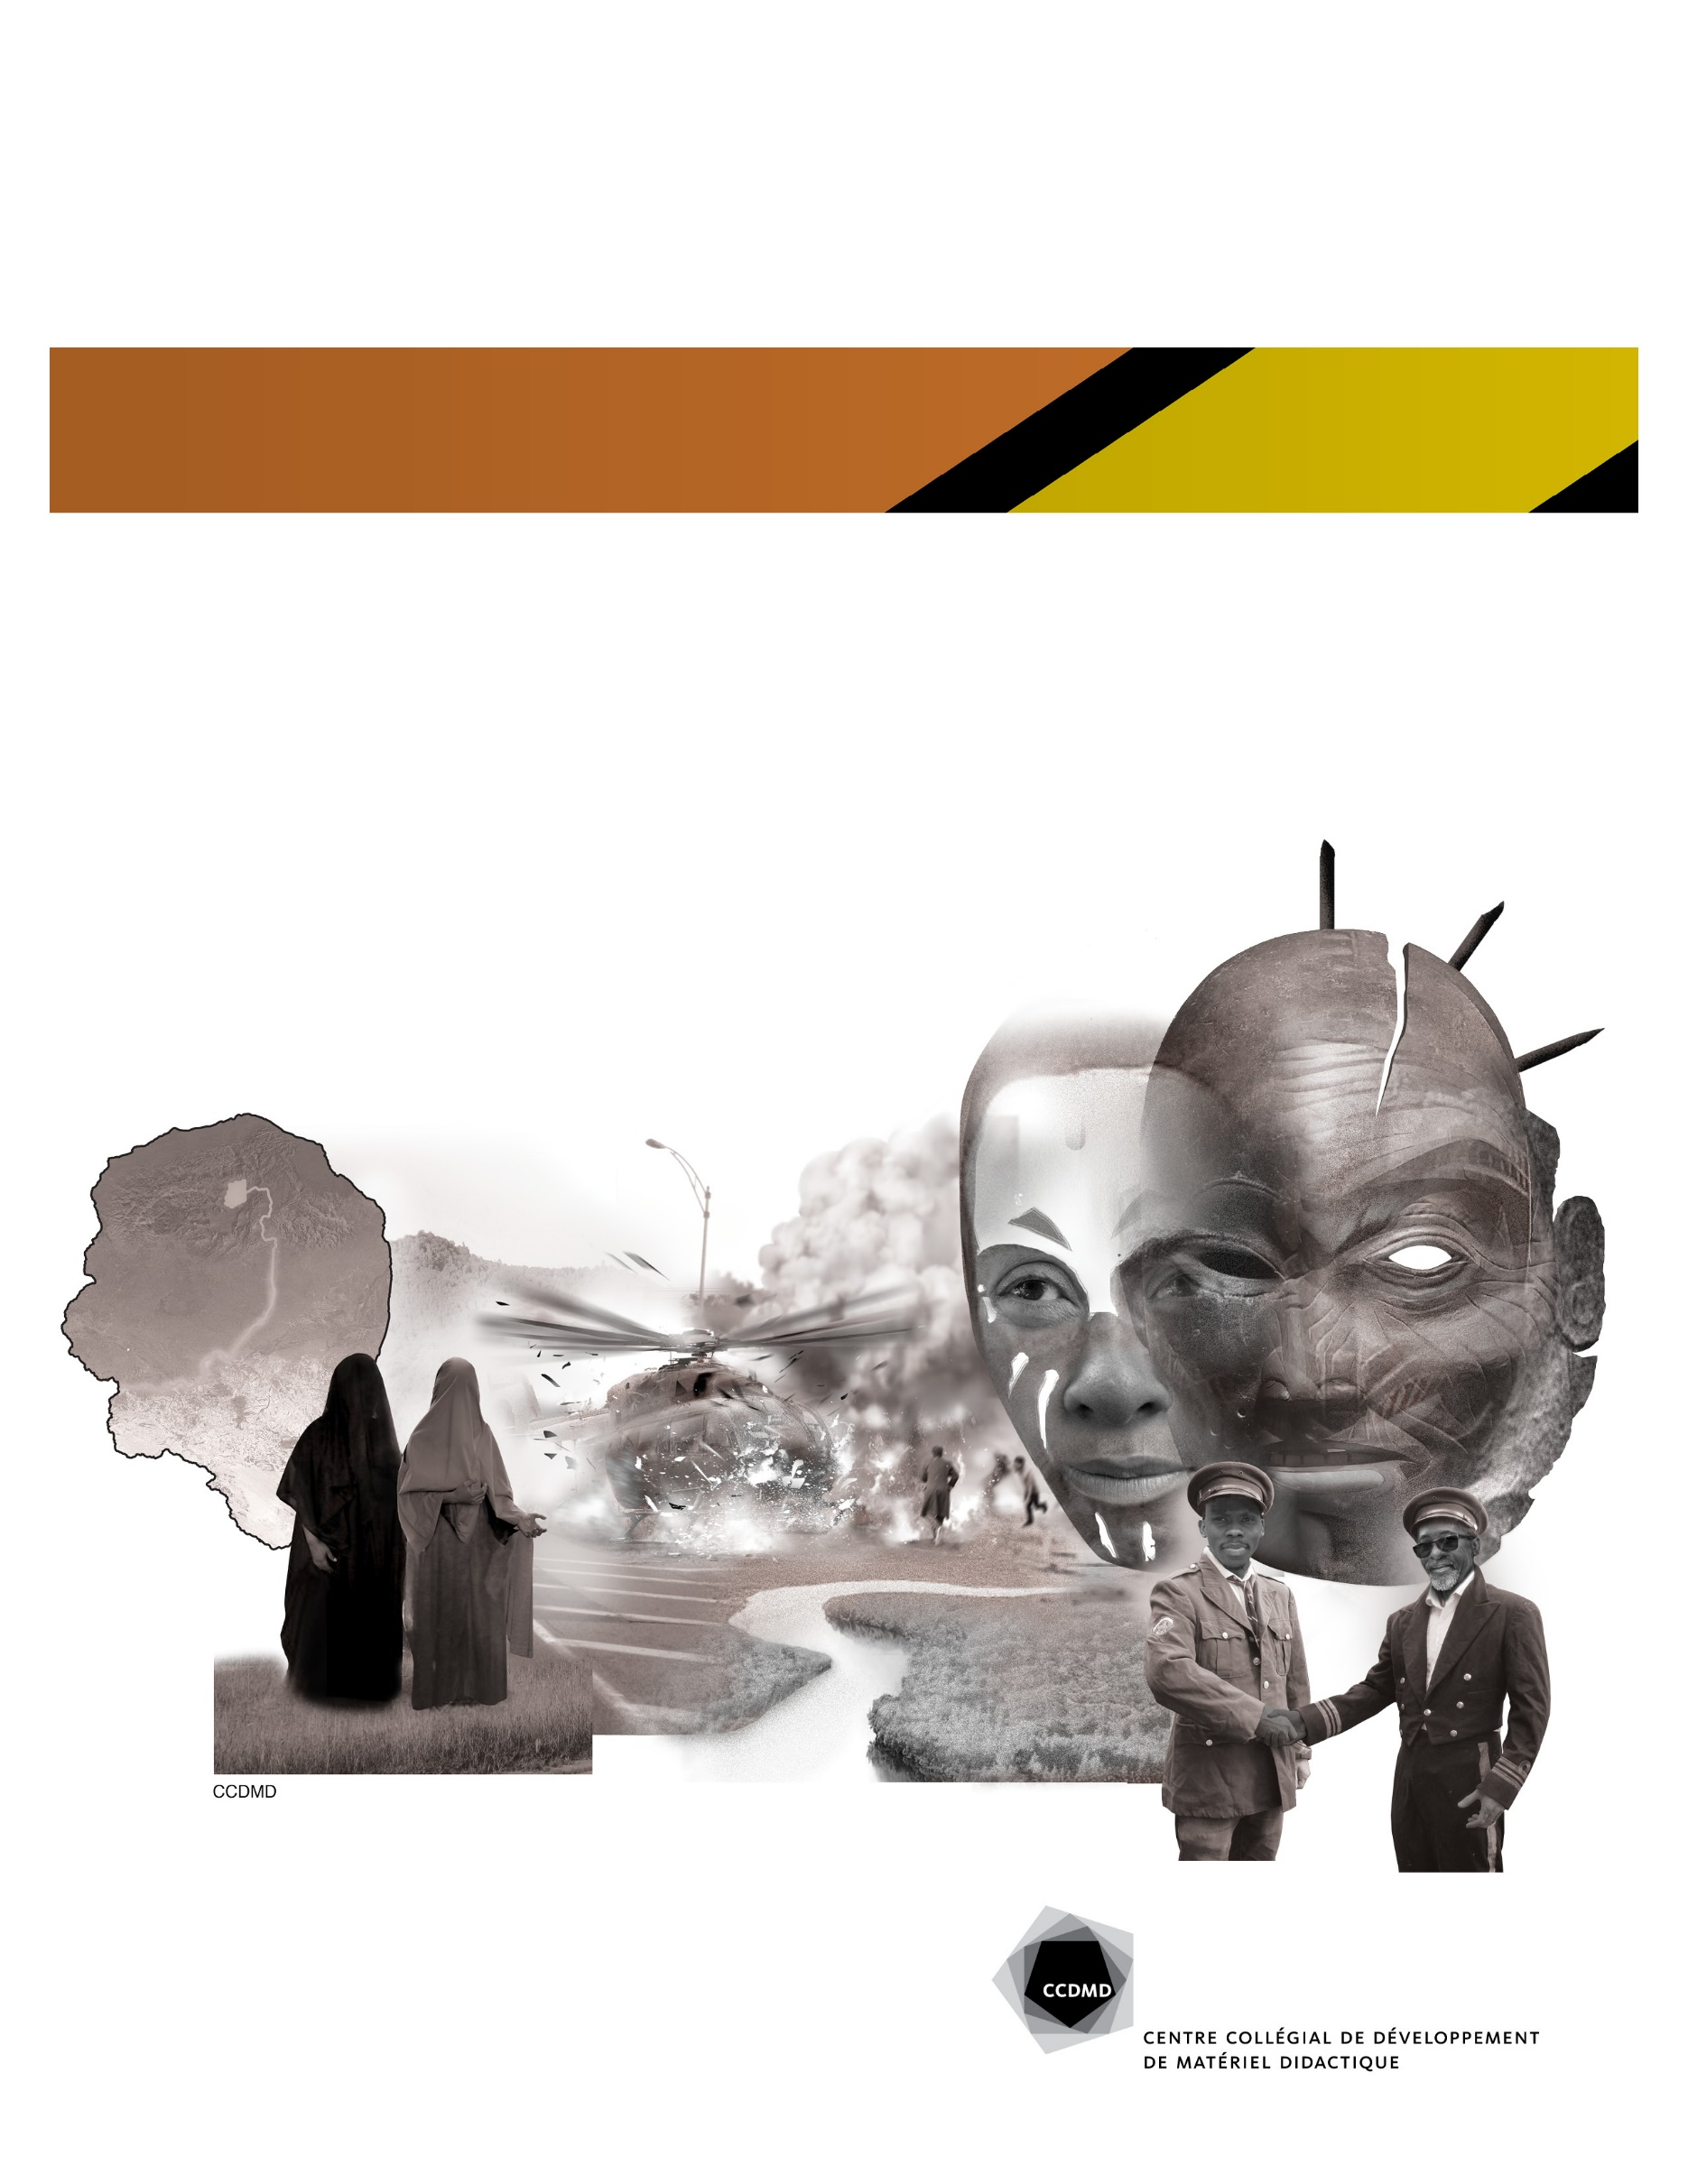 CCDMD
CCDMD
CENTRE COLLÉGIAL DE DÉVELOPPEMENT
DE MATÉRIEL DIDACTIQUE